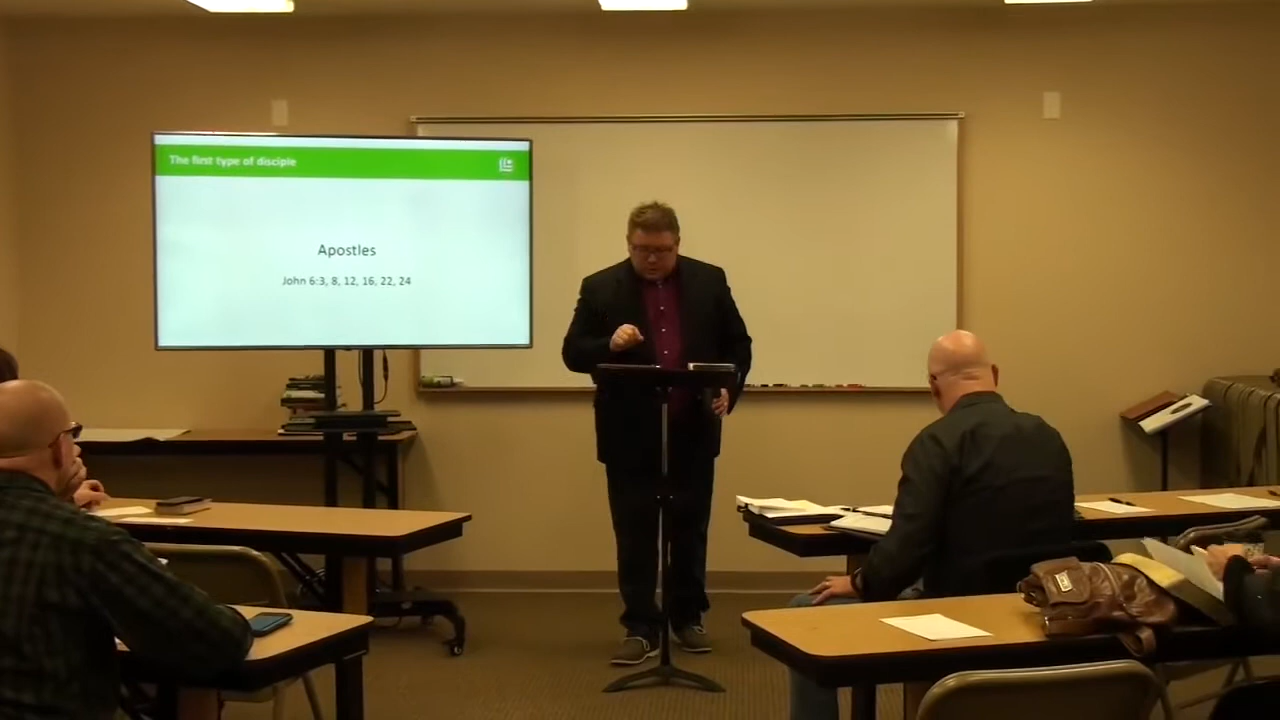 The first type of disciple
Apostles
John 6:3, 8, 12, 16, 22, 24